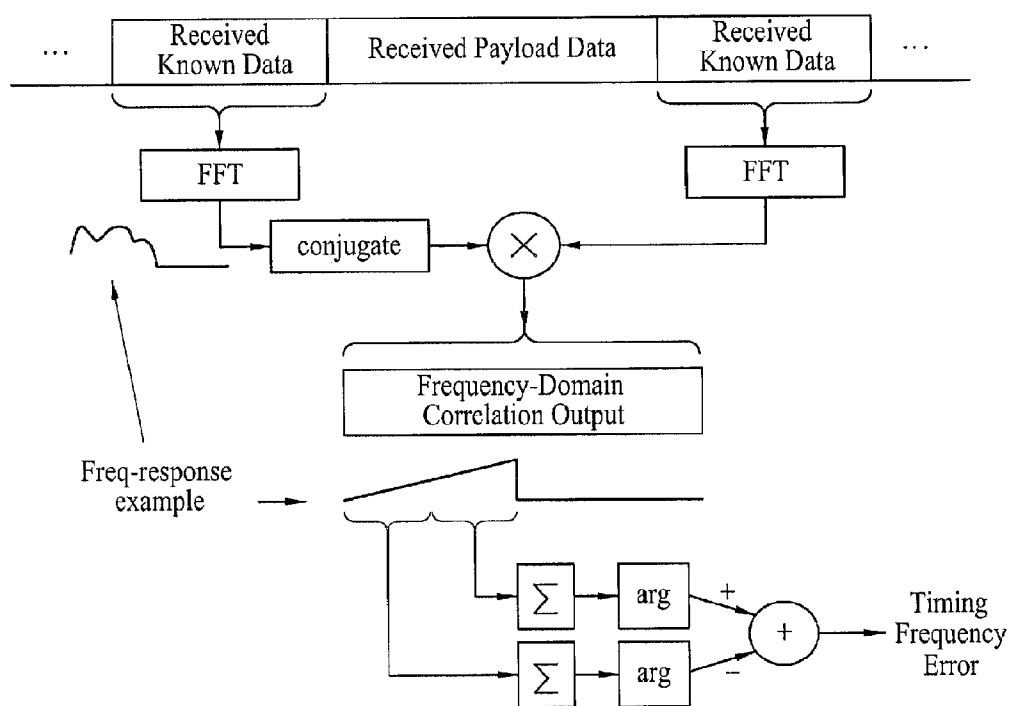 ...
Received
Known Data
Received Payload Data
Received
Known Data
...
FFT
FFT
conjugate
×
Frequency-Domain
Correlation Output
Freq-response
example
∑
arg
+
+
Timing
Frequency
Error
∑
arg
−